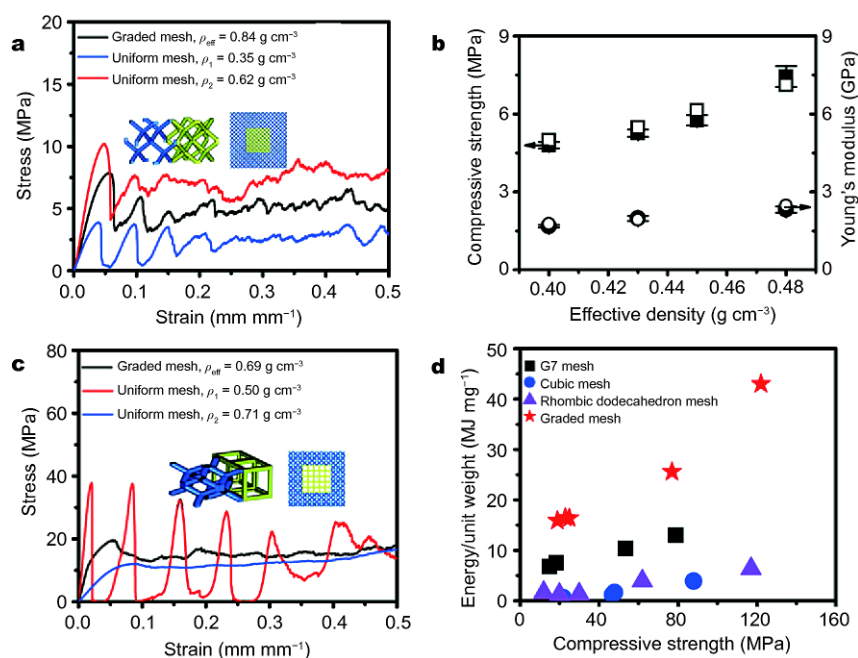 a
Graded mesh, ρeff = 0.84 g cm⁻³
Uniform mesh, ρ1 = 0.35 g cm⁻³
Uniform mesh, ρ2 = 0.62 g cm⁻³
Stress (MPa)
20
15
10
5
0
0.0 0.1 0.2 0.3 0.4 0.5
Strain (mm mm⁻¹)
b
Compressive strength (MPa)
9
6
3
0
Young's modulus (GPa)
9
6
3
0
0.40 0.42 0.44 0.46 0.48
Effective density (g cm⁻³)
c
Graded mesh, ρeff = 0.69 g cm⁻³
Uniform mesh, ρ1 = 0.50 g cm⁻³
Uniform mesh, ρ2 = 0.71 g cm⁻³
Stress (MPa)
80
60
40
20
0
0.0 0.1 0.2 0.3 0.4 0.5
Strain (mm mm⁻¹)
d
G7 mesh
Cubic mesh
Rhombic dodecahedron mesh
Graded mesh
Energy/unit weight (MJ mg⁻¹)
50
40
30
20
10
0
0 40 80 120 160
Compressive strength (MPa)